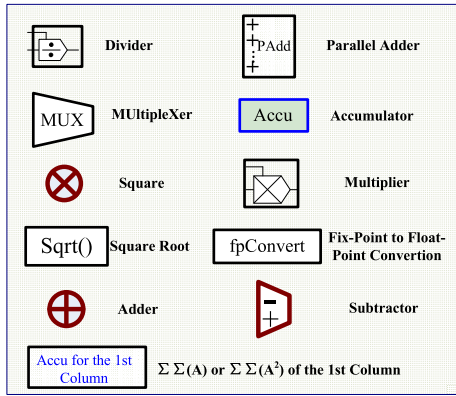 ÷ Divider
+
+
+
+ PAdd Parallel Adder
MUX MUltipleXer
Accu Accumulator
Square
Multiplier
Sqrt() Square Root
fpConvert Fix-Point to Float-
Point Convertion
Adder
-
+ Subtractor
Accu for the 1st
Column
Σ Σ (A) or Σ Σ (A²) of the 1st Column